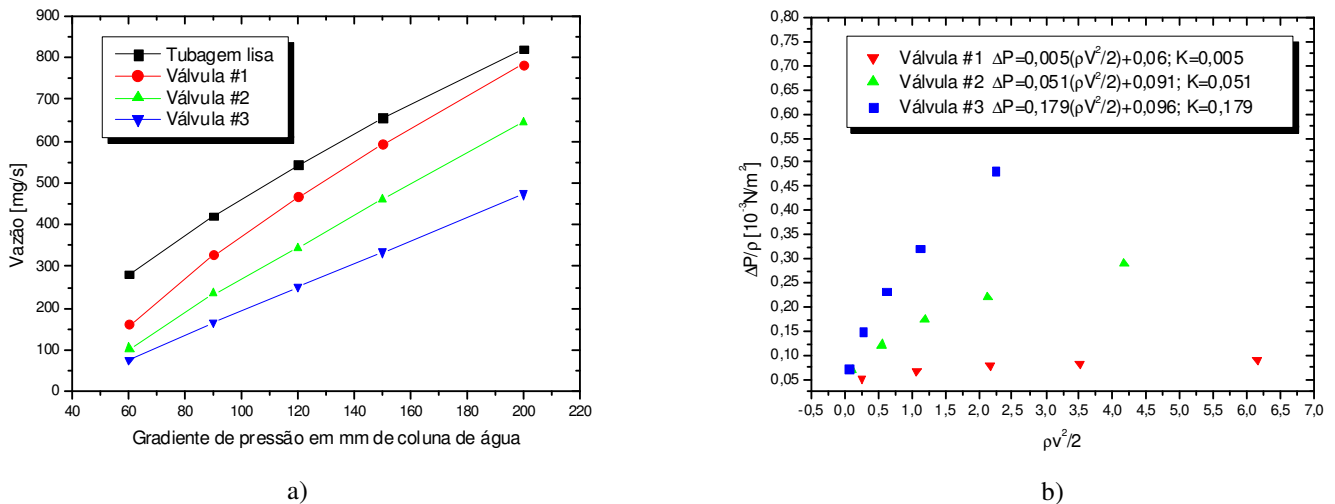 900
800
700
600
500
400
300
200
100
0
Vazão [mg/s]
Tubagem lisa
Válvula #1
Válvula #2
Válvula #3
40 60 80 100 120 140 160 180 200 220
Gradiente de pressão em mm de coluna de água
a)
0,80
0,75
0,70
0,65
0,60
0,55
0,50
0,45
0,40
0,35
0,30
0,25
0,20
0,15
0,10
0,05
ΔP/ρ [10⁻³N/m²]
Válvula #1 ΔP=0,005(ρV²/2)+0,06; K=0,005
Válvula #2 ΔP=0,051(ρV²/2)+0,091; K=0,051
Válvula #3 ΔP=0,179(ρV²/2)+0,096; K=0,179
-0,5 0,0 0,5 1,0 1,5 2,0 2,5 3,0 3,5 4,0 4,5 5,0 5,5 6,0 6,5 7,0
ρv²/2
b)